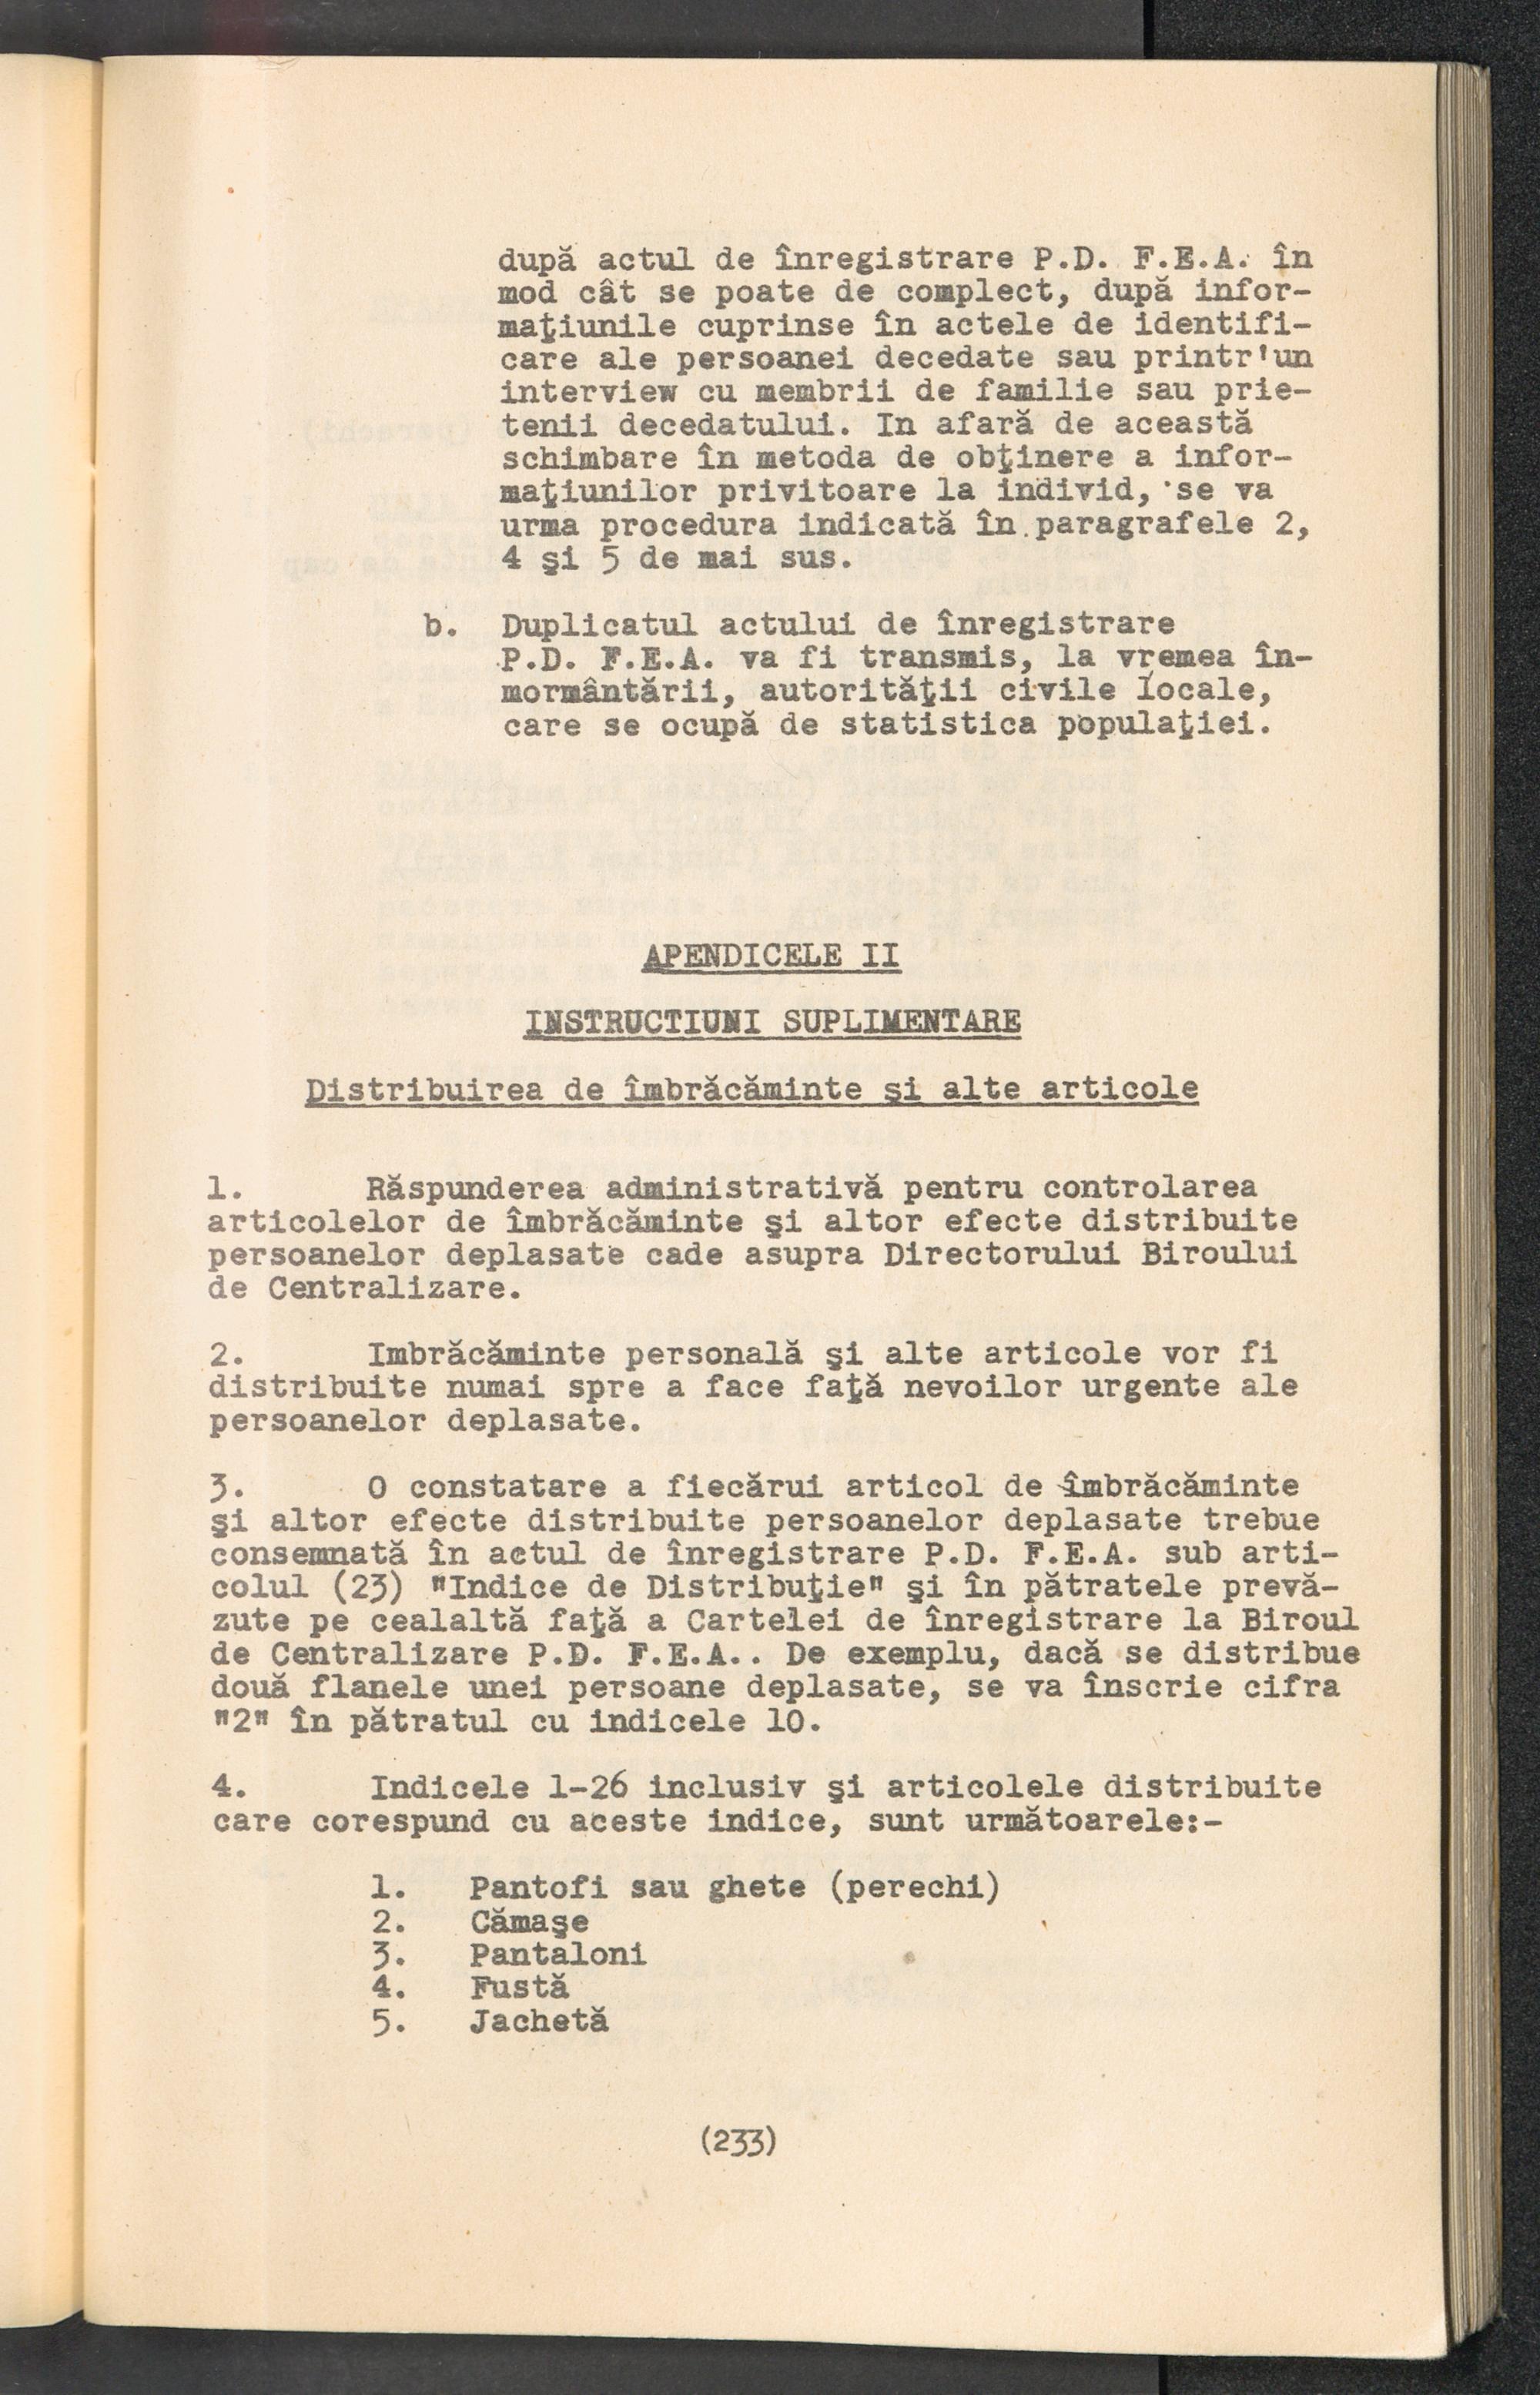 după actul de înregistrare P.D. F.E.A. în
mod cât se poate de complect, după infor-
maţiunile cuprinse în actele de identifi-
care ale persoanei decedate sau printr'un
interview cu membrii de familie sau prie-
tenii decedatului. In afară de această
schimbare în metoda de obţinere a infor-
maţiunilor privitoare la individ, se va
urma procedura indicată în paragrafele 2,
4 şi 5 de mai sus.
b. Duplicatul actului de înregistrare
P.D. F.E.A. va fi transmis, la vremea în-
mormântării, autorităţii civile locale,
care se ocupă de statistica populaţiei.
APENDICELE II
INSTRUCTIUNI SUPLIMENTARE
Distribuirea de îmbrăcăminte şi alte articole
1. Răspunderea administrativă pentru controlarea
articolelor de îmbrăcăminte şi altor efecte distribuite
persoanelor deplasate cade asupra Directorului Biroului
de Centralizare.
2. Imbrăcăminte personală şi alte articole vor fi
distribuite numai spre a face faţă nevoilor urgente ale
persoanelor deplasate.
3. O constatare a fiecărui articol de îmbrăcăminte
şi altor efecte distribuite persoanelor deplasate trebue
consemnată în actul de înregistrare P.D. F.E.A. sub arti-
colul (23) "Indice de Distribuţie" şi în pătratele prevă-
zute pe cealaltă faţă a Cartelei de înregistrare la Biroul
de Centralizare P.D. F.E.A.. De exemplu, dacă se distribue
două flanele unei persoane deplasate, se va înscrie cifra
"2" în pătratul cu indicele 10.
4. Indicele 1-26 inclusiv şi articolele distribuite
care corespund cu aceste indice, sunt următoarele:-
1. Pantofi sau ghete (perechi)
2. Cămaşe
3. Pantaloni
4. Fustă
5. Jachetă
(233)